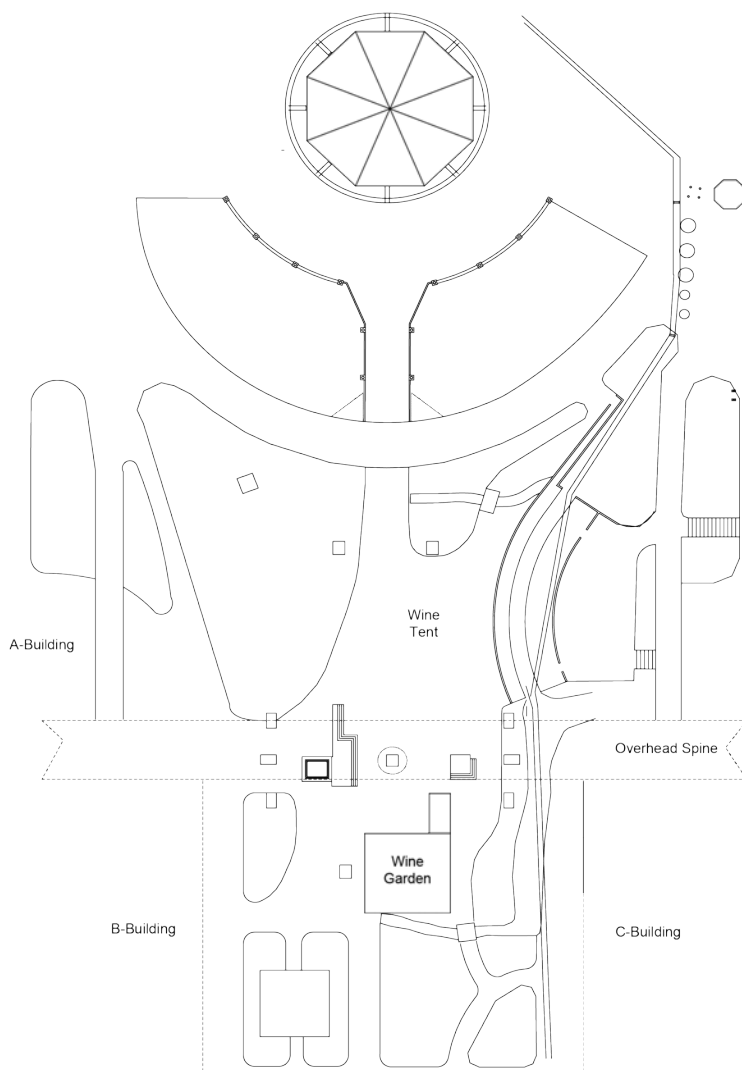 Wine
Tent
A-Building
Overhead Spine
Wine
Garden
B-Building
C-Building